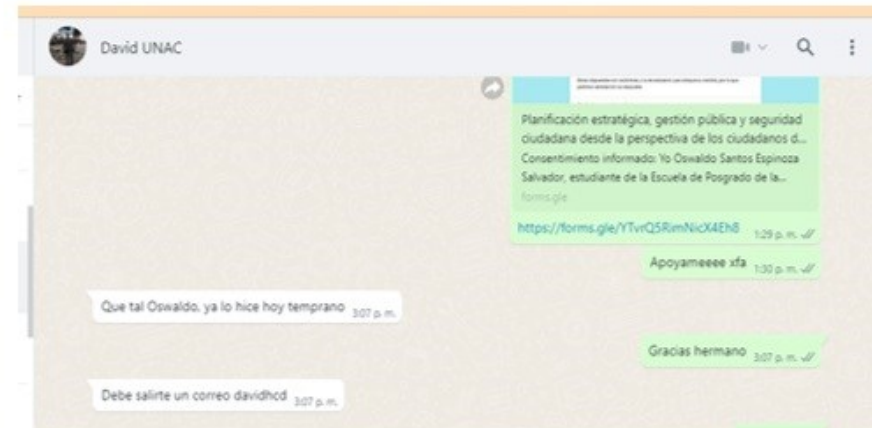 David UNAC
Planificación estratégica, gestión pública y seguridad
ciudadana desde la perspectiva de los ciudadanos d...
Consentimiento informado: Yo Oswaldo Santos Espinoza
Salvador, estudiante de la Escuela de Posgrado de la...
forms.gle
https://forms.gle/YTvrQ5RimNicX4Eh8 1:29 p. m.
Apoyameeee xfa 1:30 p. m.
Que tal Oswaldo, ya lo hice hoy temprano 3:07 p. m.
Gracias hermano 3:07 p. m.
Debe salirte un correo davidhcd 3:07 p. m.